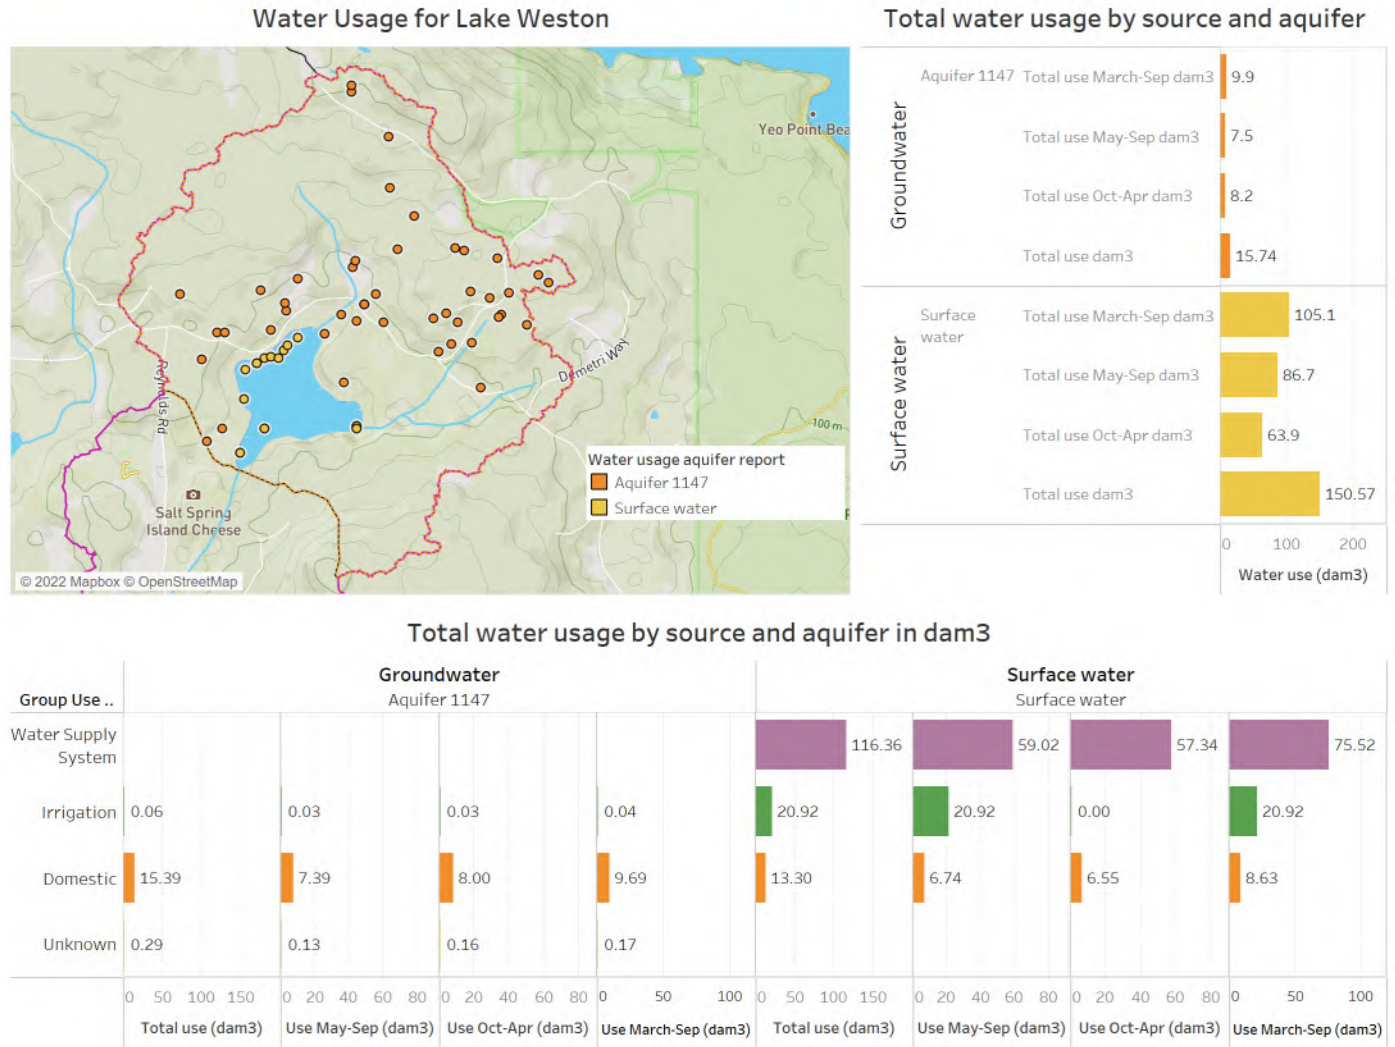 Water Usage for Lake Weston
Yeo Point Bea
Reynolds Rd
Demetri Way
100 m
Salt Spring
Island Cheese
Water usage aquifer report
Aquifer 1147
Surface water
© 2022 Mapbox © OpenStreetMap
Total water usage by source and aquifer
Groundwater
Aquifer 1147
Total use March-Sep dam3 9.9
Total use May-Sep dam3 7.5
Total use Oct-Apr dam3 8.2
Total use dam3 15.74
Surface water
Surface
water
Total use March-Sep dam3 105.1
Total use May-Sep dam3 86.7
Total use Oct-Apr dam3 63.9
Total use dam3 150.57
0 100 200
Water use (dam3)
Total water usage by source and aquifer in dam3
Groundwater Surface water
Group Use .. Aquifer 1147 Surface water
Water Supply
System 116.36 59.02 57.34 75.52
Irrigation 0.06 0.03 0.03 0.04 20.92 20.92 0.00 20.92
Domestic 15.39 7.39 8.00 9.69 13.30 6.74 6.55 8.63
Unknown 0.29 0.13 0.16 0.17
0 50 100 150 0 20 40 60 80 0 20 40 60 80 0 50 100 0 50 100 150 0 20 40 60 80 0 20 40 60 80 0 50 100
Total use (dam3) Use May-Sep (dam3) Use Oct-Apr (dam3) Use March-Sep (dam3) Total use (dam3) Use May-Sep (dam3) Use Oct-Apr (dam3) Use March-Sep (dam3)